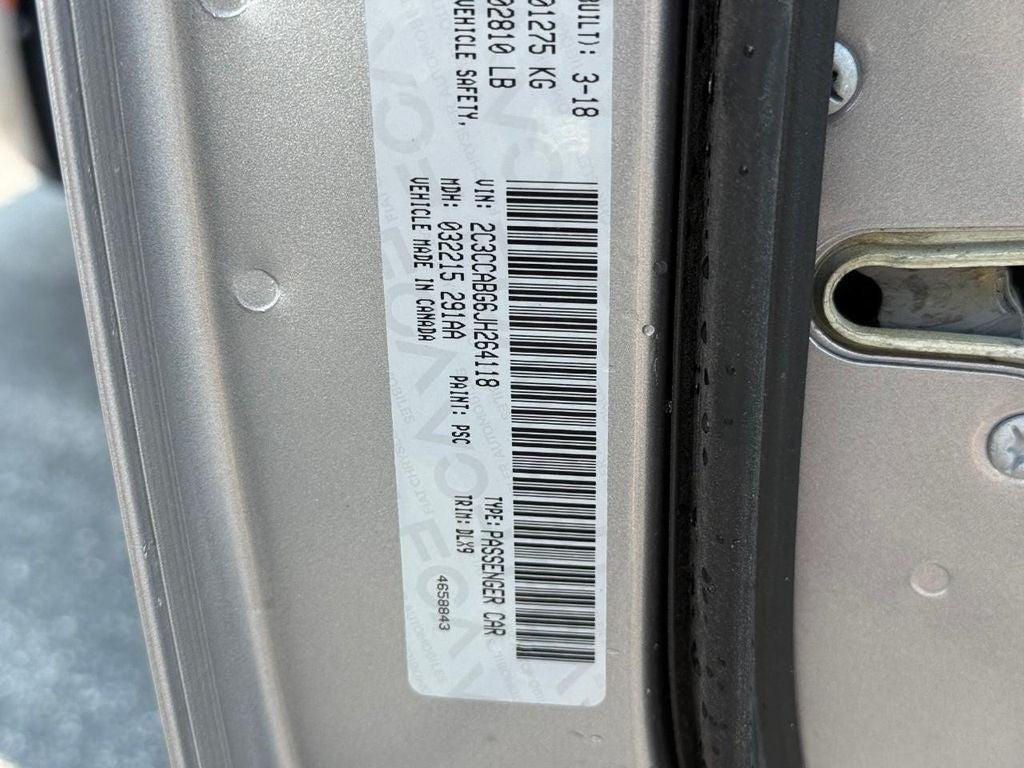 BUILT): 3-18
01275 KG
02810 LB
VEHICLE SAFETY,
VIN: 2C3CCABG6JH264118
TYPE: PASSENGER CAR
MDH: 032215 291AA
PAINT: PSC
TRIM: DLX9
VEHICLE MADE IN CANADA
4658843